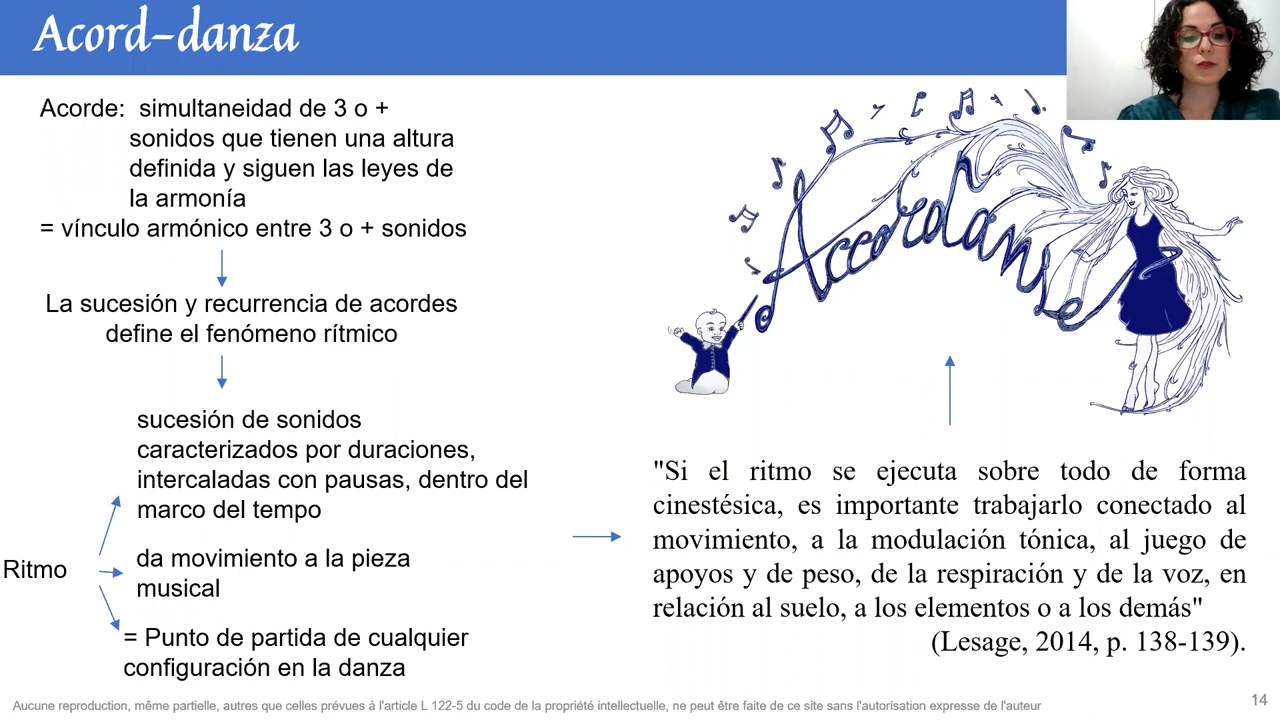 Acord-danza
Acorde: simultaneidad de 3 o +
sonidos que tienen una altura
definida y siguen las leyes de
la armonía
= vínculo armónico entre 3 o + sonidos
La sucesión y recurrencia de acordes
define el fenómeno rítmico
sucesión de sonidos
caracterizados por duraciones,
intercaladas con pausas, dentro del
marco del tempo
Ritmo
da movimiento a la pieza
musical
= Punto de partida de cualquier
configuración en la danza
Accordanse
"Si el ritmo se ejecuta sobre todo de forma
cinestésica, es importante trabajarlo conectado al
movimiento, a la modulación tónica, al juego de
apoyos y de peso, de la respiración y de la voz, en
relación al suelo, a los elementos o a los demás"
(Lesage, 2014, p. 138-139).
Aucune reproduction, même partielle, autres que celles prévues à l'article L 122-5 du code de la propriété intellectuelle, ne peut être faite de ce site sans l'autorisation expresse de l'auteur
14